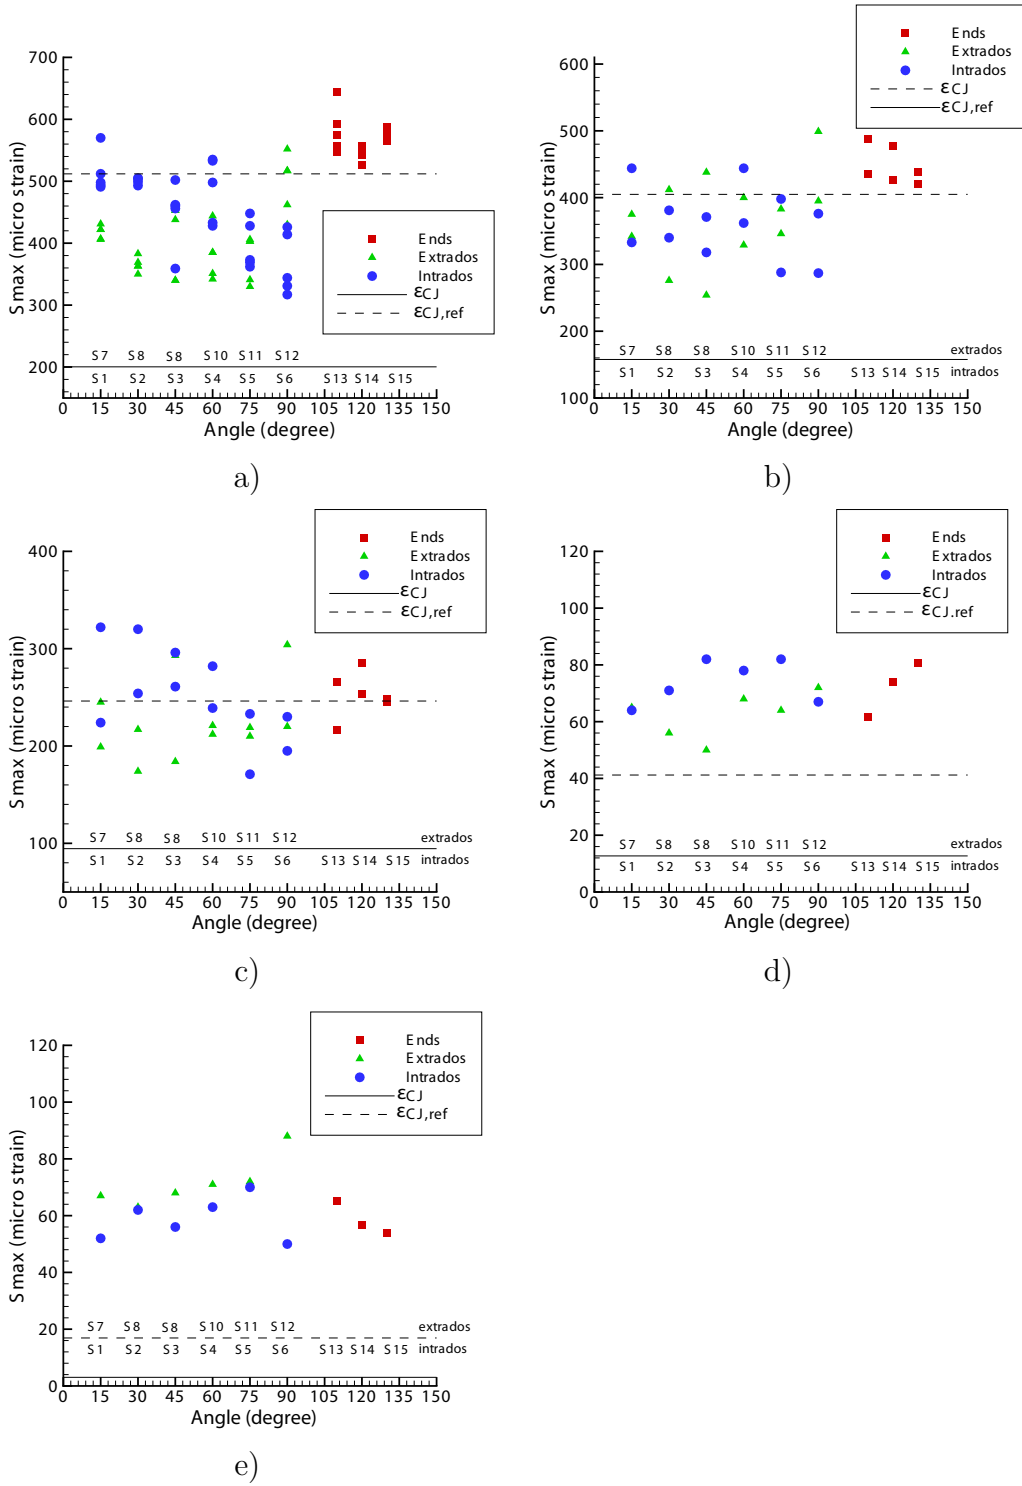 700
600
500
400
300
200
Smax (micro strain)
Ends
Extrados
Intrados
εCJ
εCJ,ref
S7 S8 S8 S10 S11 S12
S1 S2 S3 S4 S5 S6 S13 S14 S15
0 15 30 45 60 75 90 105 120 135 150
Angle (degree)
a)
600
500
400
300
200
100
Smax (micro strain)
Ends
Extrados
Intrados
εCJ
εCJ,ref
S7 S8 S8 S10 S11 S12 extrados
S1 S2 S3 S4 S5 S6 S13 S14 S15 intrados
0 15 30 45 60 75 90 105 120 135 150
Angle (degree)
b)
400
300
200
100
Smax (micro strain)
Ends
Extrados
Intrados
εCJ
εCJ,ref
S7 S8 S8 S10 S11 S12 extrados
S1 S2 S3 S4 S5 S6 S13 S14 S15 intrados
0 15 30 45 60 75 90 105 120 135 150
Angle (degree)
c)
120
100
80
60
40
20
0
Smax (micro strain)
Ends
Extrados
Intrados
εCJ
εCJ.ref
S7 S8 S8 S10 S11 S12 extrados
S1 S2 S3 S4 S5 S6 S13 S14 S15 intrados
0 15 30 45 60 75 90 105 120 135 150
Angle (degree)
d)
120
100
80
60
40
20
0
Smax (micro strain)
Ends
Extrados
Intrados
εCJ
εCJ,ref
S7 S8 S8 S10 S11 S12 extrados
S1 S2 S3 S4 S5 S6 S13 S14 S15 intrados
0 15 30 45 60 75 90 105 120 135 150
Angle (degree)
e)